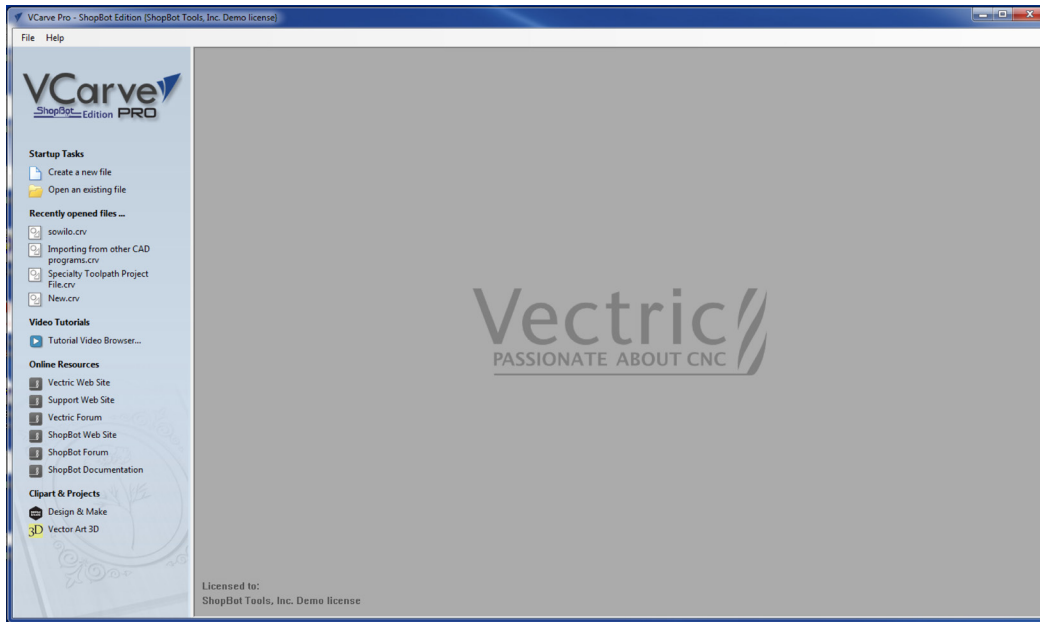 VCarve Pro - ShopBot Edition [ShopBot Tools, Inc. Demo license]
File Help
VCarve
ShopBot Edition PRO
Startup Tasks
Create a new file
Open an existing file
Recently opened files ...
sowilo.crv
Importing from other CAD
programs.crv
Specialty Toolpath Project
File.crv
New.crv
Video Tutorials
Tutorial Video Browser...
Online Resources
Vectric Web Site
Support Web Site
Vectric Forum
ShopBot Web Site
ShopBot Forum
ShopBot Documentation
Clipart & Projects
Design & Make
3D Vector Art 3D
Vectric
PASSIONATE ABOUT CNC
Licensed to:
ShopBot Tools, Inc. Demo license